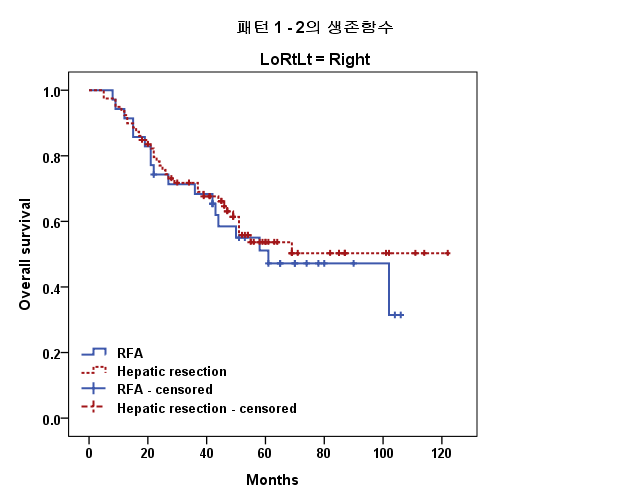 패턴 1 - 2의 생존함수
LoRtLt = Right
Overall survival
1.0
0.8
0.6
0.4
0.2
0.0
RFA
Hepatic resection
RFA - censored
Hepatic resection - censored
0 20 40 60 80 100 120
Months